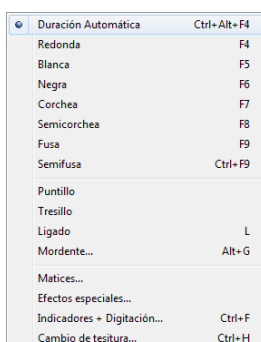 Duración Automática Ctrl+Alt+F4
Redonda F4
Blanca F5
Negra F6
Corchea F7
Semicorchea F8
Fusa F9
Semifusa Ctrl+F9
Puntillo
Tresillo
Ligado L
Mordente... Alt+G
Matices...
Efectos especiales...
Indicadores + Digitación... Ctrl+F
Cambio de tesitura... Ctrl+H